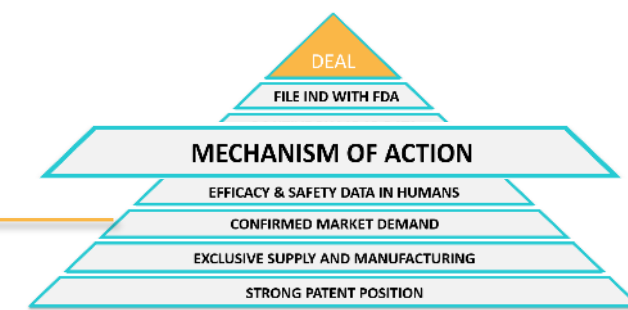 DEAL
FILE IND WITH FDA
MECHANISM OF ACTION
EFFICACY & SAFETY DATA IN HUMANS
CONFIRMED MARKET DEMAND
EXCLUSIVE SUPPLY AND MANUFACTURING
STRONG PATENT POSITION